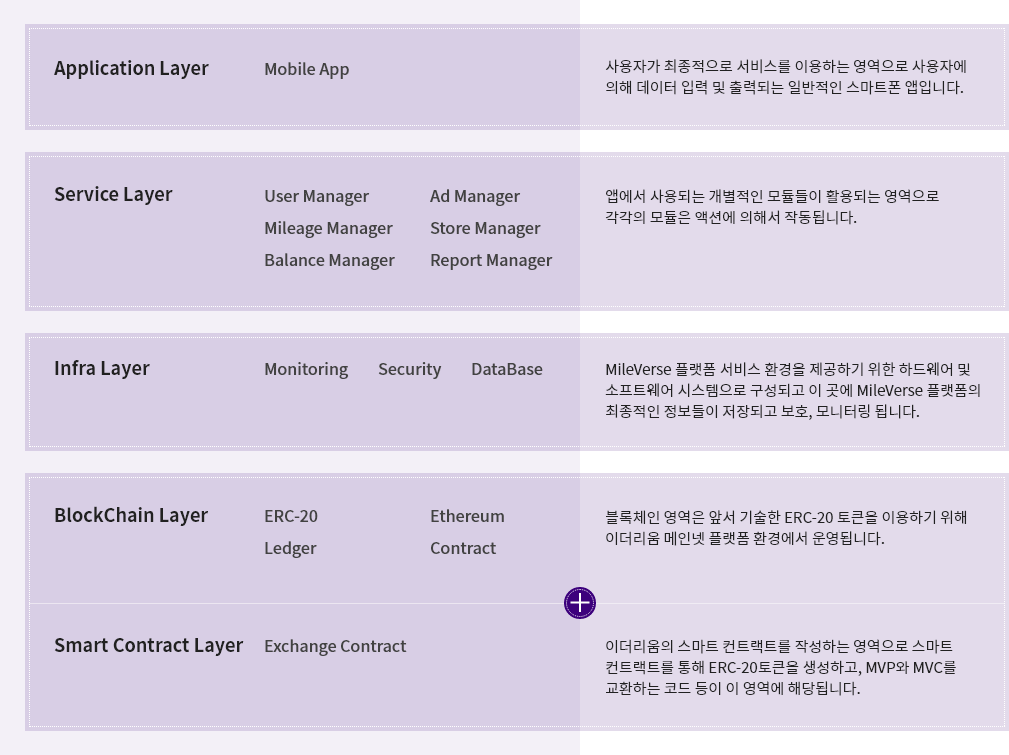 Application Layer
Mobile App
사용자가 최종적으로 서비스를 이용하는 영역으로 사용자에
의해 데이터 입력 및 출력되는 일반적인 스마트폰 앱입니다.
Service Layer
User Manager
Ad Manager
Mileage Manager
Store Manager
Balance Manager
Report Manager
앱에서 사용되는 개별적인 모듈들이 활용되는 영역으로
각각의 모듈은 액션에 의해서 작동됩니다.
Infra Layer
Monitoring
Security
DataBase
MileVerse 플랫폼 서비스 환경을 제공하기 위한 하드웨어 및
소프트웨어 시스템으로 구성되고 이 곳에 MileVerse 플랫폼의
최종적인 정보들이 저장되고 보호, 모니터링 됩니다.
BlockChain Layer
ERC-20
Ethereum
Ledger
Contract
블록체인 영역은 앞서 기술한 ERC-20 토큰을 이용하기 위해
이더리움 메인넷 플랫폼 환경에서 운영됩니다.
Smart Contract Layer
Exchange Contract
이더리움의 스마트 컨트랙트를 작성하는 영역으로 스마트
컨트랙트를 통해 ERC-20토큰을 생성하고, MVP와 MVC를
교환하는 코드 등이 이 영역에 해당됩니다.